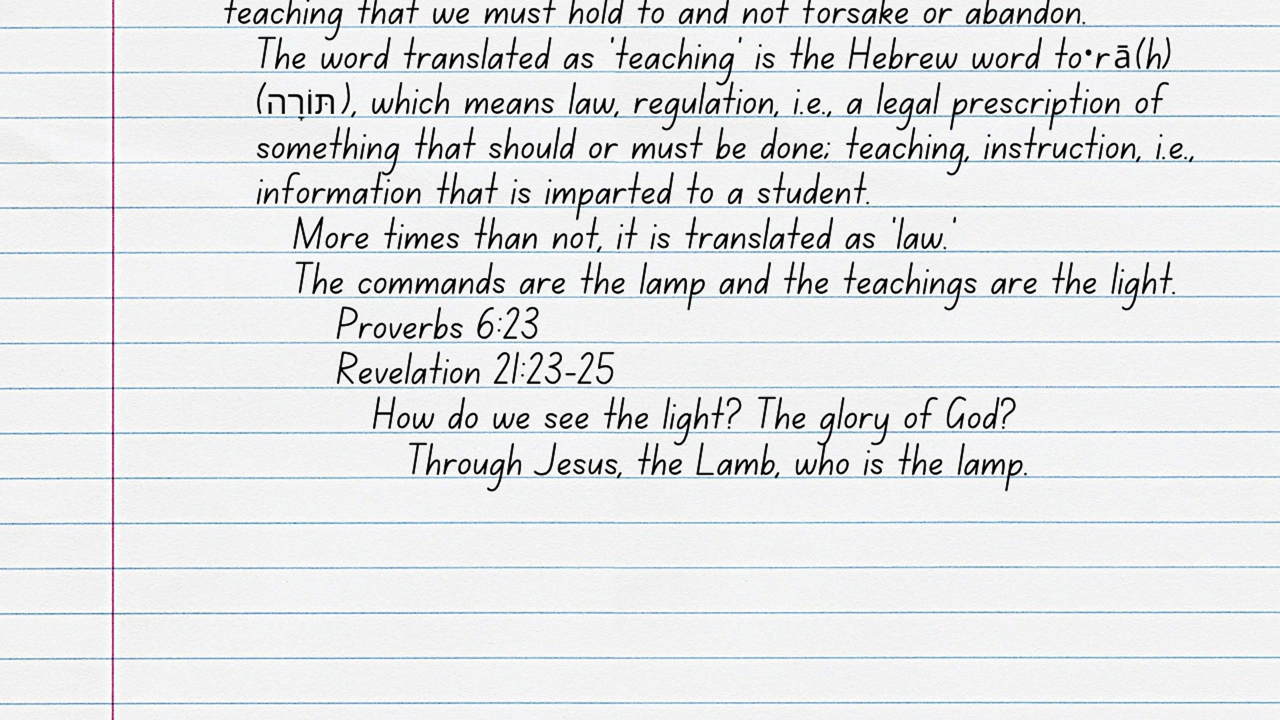 teaching that we must hold to and not forsake or abandon.
The word translated as 'teaching' is the Hebrew word to•rā(h)
(תּוֹרָה), which means law, regulation, i.e., a legal prescription of
something that should or must be done; teaching, instruction, i.e.,
information that is imparted to a student.
More times than not, it is translated as 'law.'
The commands are the lamp and the teachings are the light.
Proverbs 6:23
Revelation 21:23-25
How do we see the light? The glory of God?
Through Jesus, the Lamb, who is the lamp.